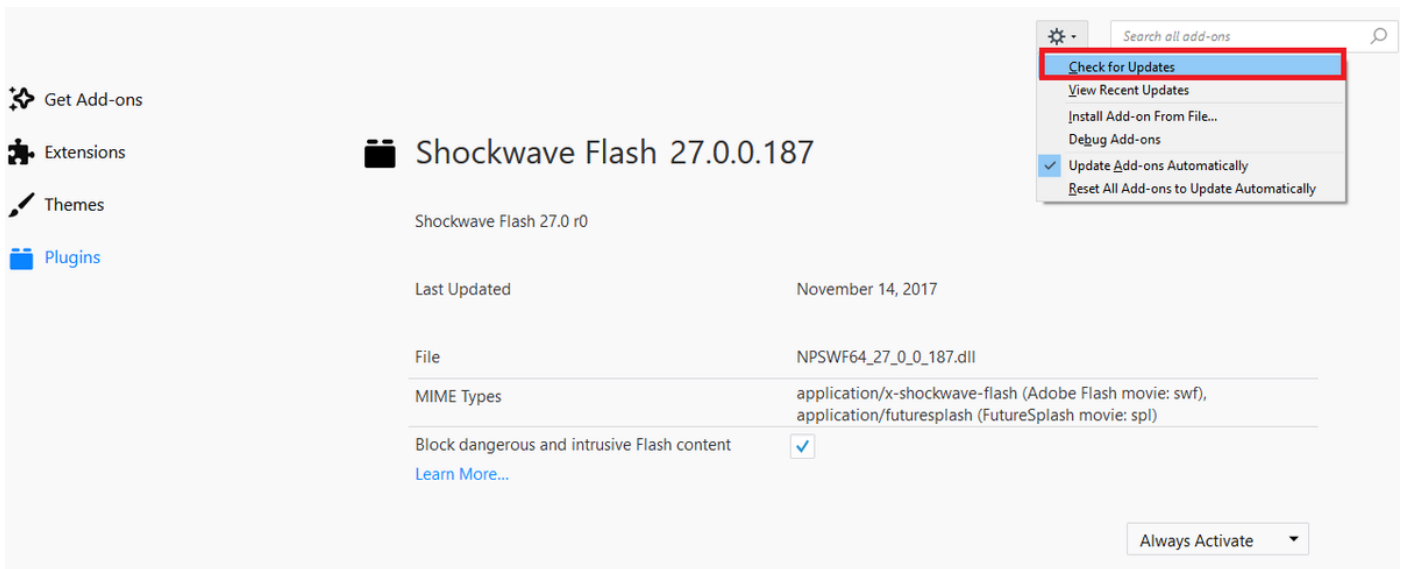 Search all add-ons
Check for Updates
View Recent Updates
Install Add-on From File...
Debug Add-ons
Update Add-ons Automatically
Reset All Add-ons to Update Automatically
Get Add-ons
Extensions
Themes
Plugins
Shockwave Flash 27.0.0.187
Shockwave Flash 27.0 r0
Last Updated November 14, 2017
File NPSWF64_27_0_0_187.dll
MIME Types application/x-shockwave-flash (Adobe Flash movie: swf),
application/futuresplash (FutureSplash movie: spl)
Block dangerous and intrusive Flash content
Learn More...
Always Activate